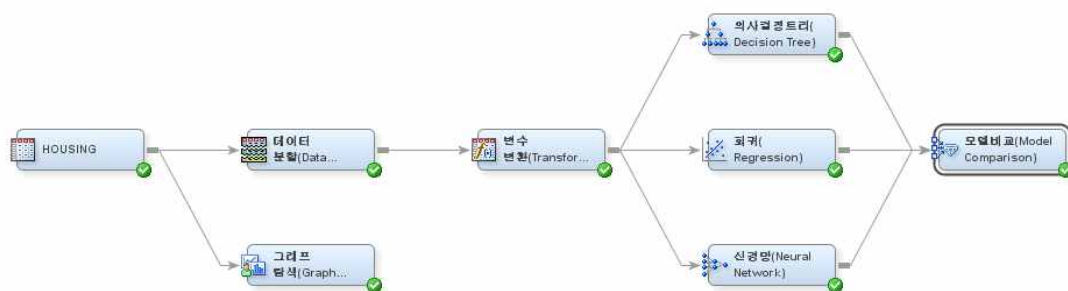 의사결정트리(
Decision Tree)
HOUSING
데이터
분할(Data...
변수
변환(Transfor...
회귀(
Regression)
모델비교(Model
Comparison)
그래프
탐색(Graph...
신경망(Neural
Network)